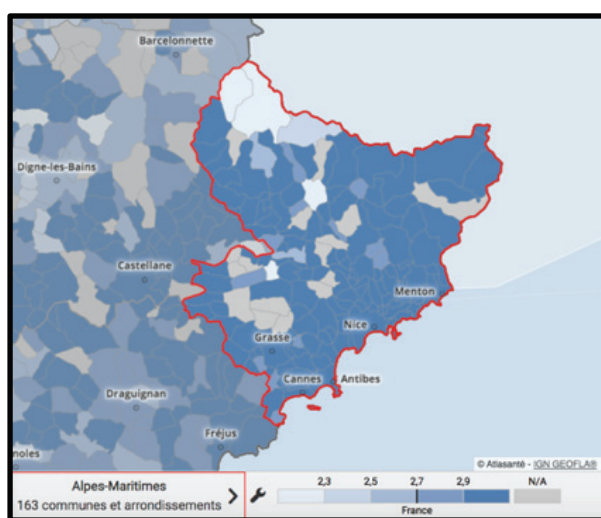 Barcelonnette
Digne-les-Bains
Castellane
Menton
Nice
Grasse
Cannes
Antibes
Draguignan
Fréjus
noles
© Atlasanté - IGN GEOFLA®
Alpes-Maritimes
163 communes et arrondissements
2,3 2,5 2,7 2,9 N/A
France